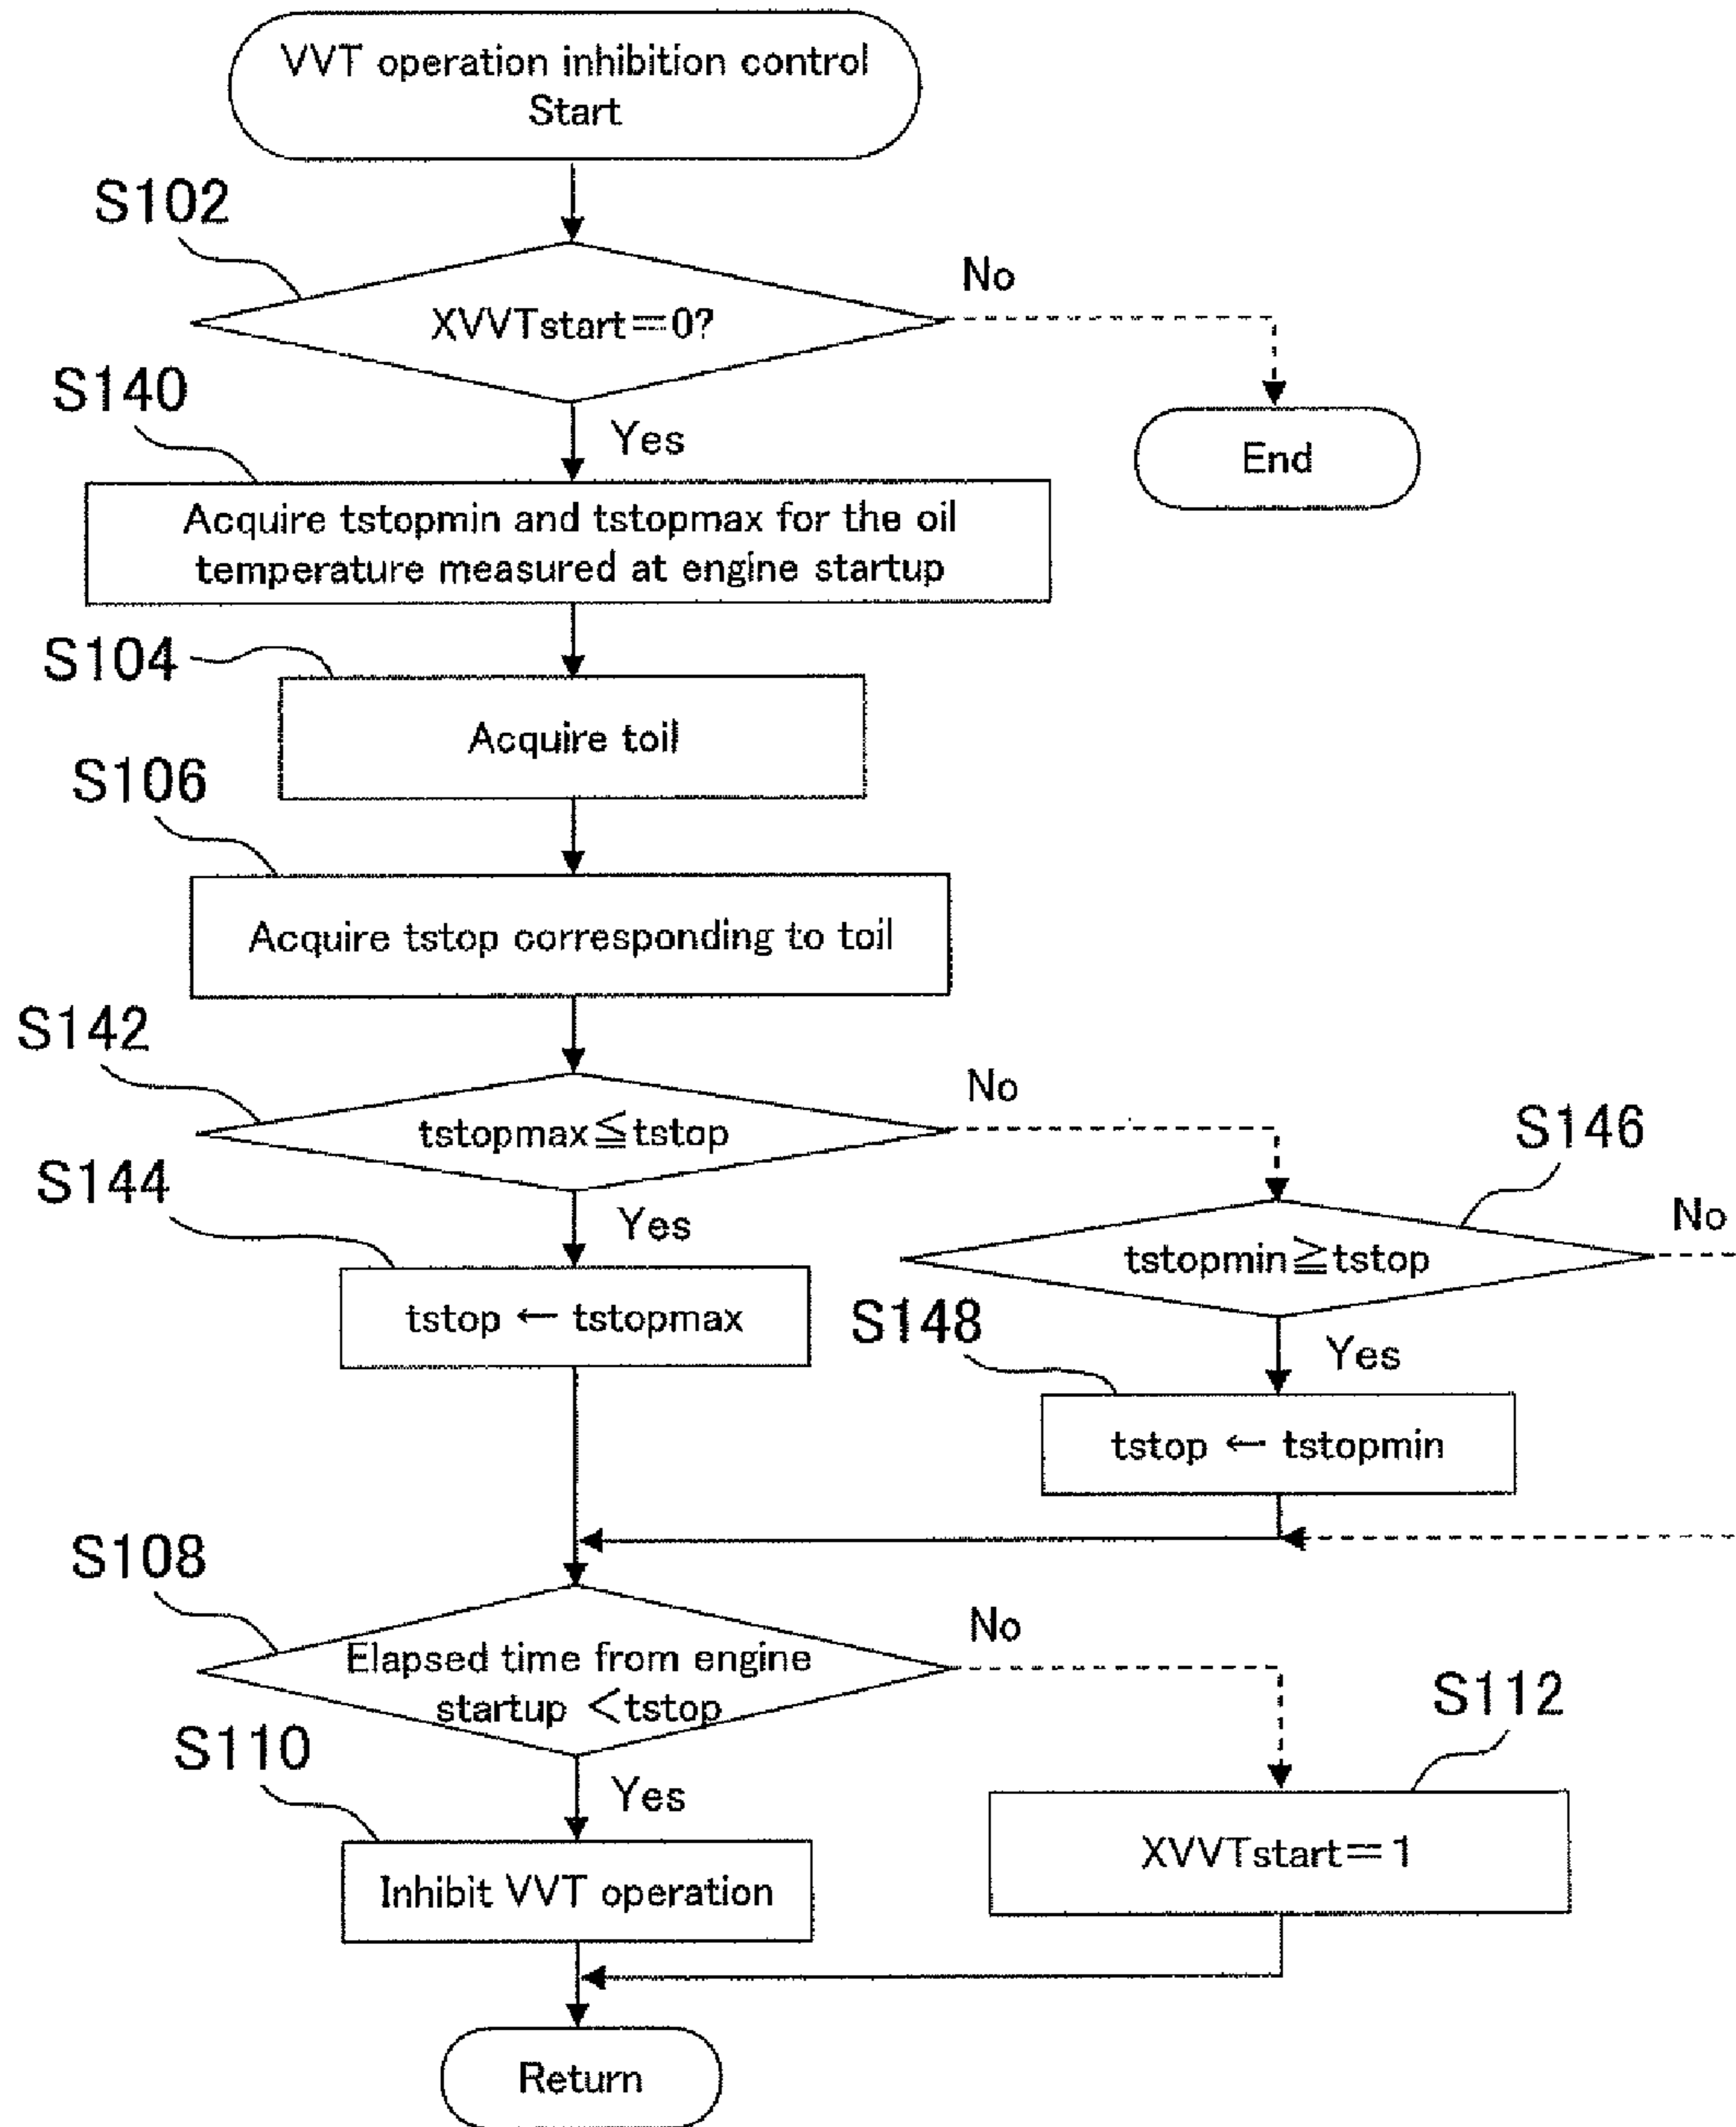 VVT operation inhibition control
Start
S102
XVVTstart＝0?
No
End
Yes
S140
Acquire tstopmin and tstopmax for the oil
temperature measured at engine startup
S104
Acquire toil
S106
Acquire tstop corresponding to toil
S142
tstopmax≦tstop
No
Yes
S144
tstop ← tstopmax
S146
tstopmin≧tstop
No
Yes
S148
tstop ← tstopmin
S108
Elapsed time from engine
startup ＜tstop
No
Yes
S110
Inhibit VVT operation
S112
XVVTstart＝1
Return